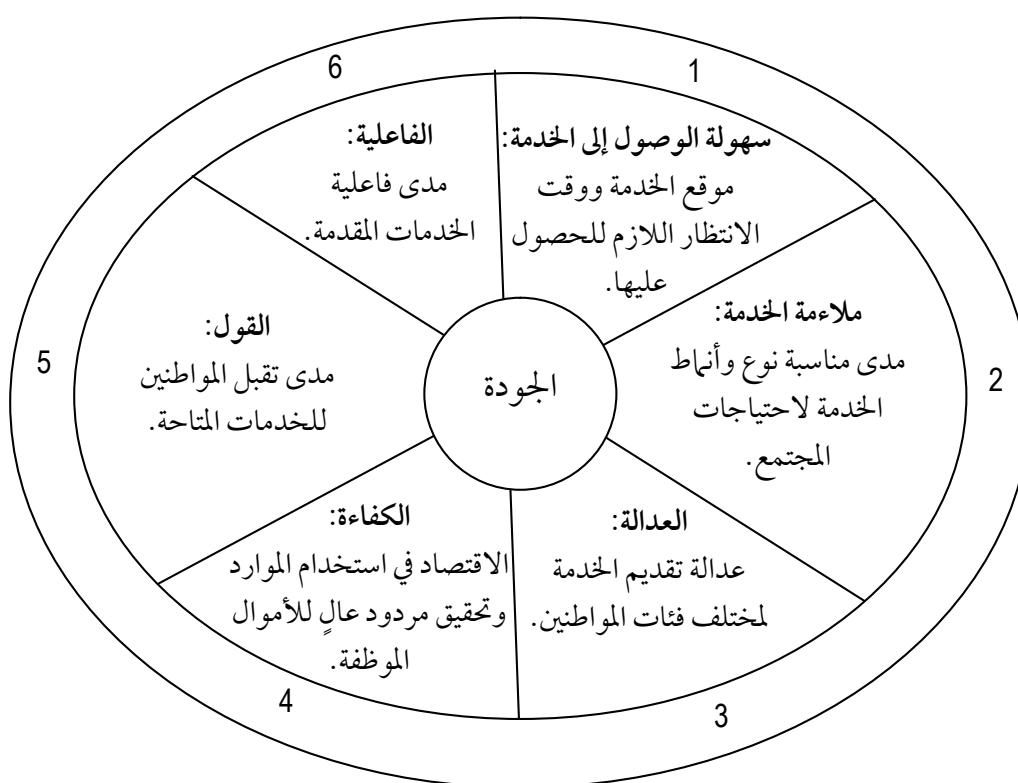 1
سهولة الوصول إلى الخدمة:
موقع الخدمة ووقت
الانتظار اللازم للحصول
عليها.
2
ملاءمة الخدمة:
مدى مناسبة نوع وأنماط
الخدمة لاحتياجات
المجتمع.
3
العدالة:
عدالة تقديم الخدمة
لمختلف فئات المواطنين.
4
الكفاءة:
الاقتصاد في استخدام الموارد
وتحقيق مردود عالٍ للأموال
الموظفة.
5
القول:
مدى تقبل المواطنين
للخدمات المتاحة.
6
الفاعلية:
مدى فاعلية
الخدمات المقدمة.
الجودة